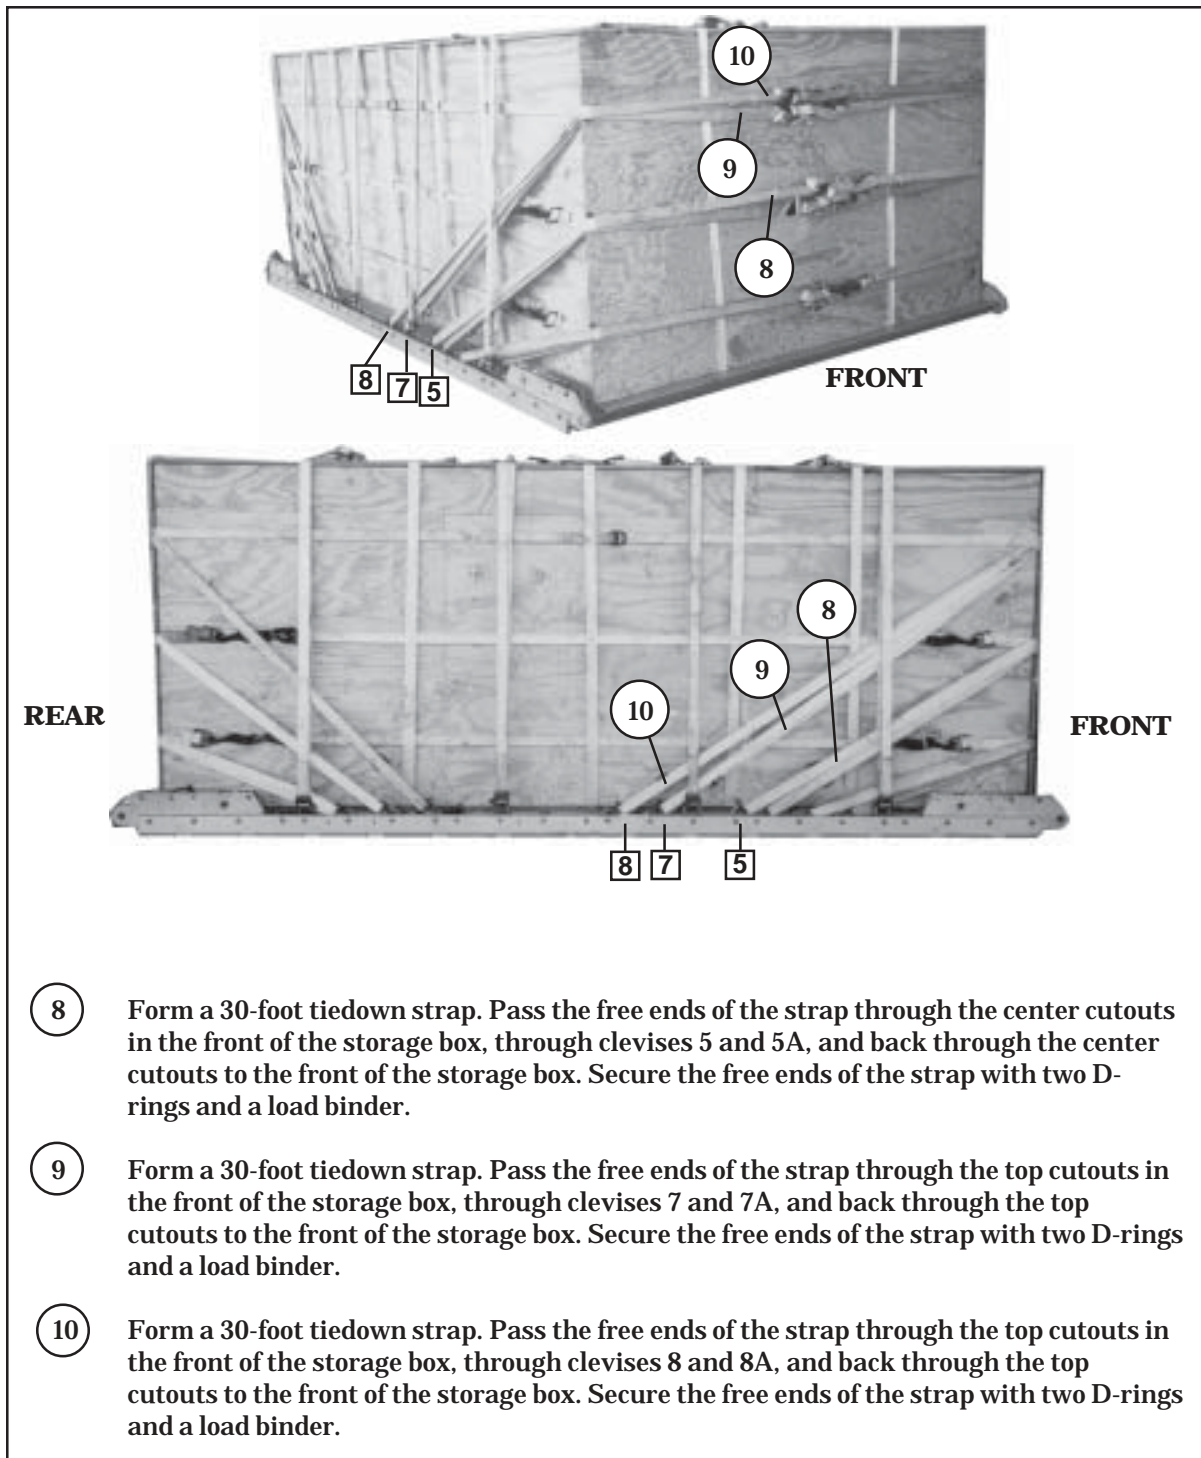 10
9
8
8 7 5
FRONT
8
9
10
REAR
FRONT
8 7 5
8 Form a 30-foot tiedown strap. Pass the free ends of the strap through the center cutouts
in the front of the storage box, through clevises 5 and 5A, and back through the center
cutouts to the front of the storage box. Secure the free ends of the strap with two D-
rings and a load binder.
9 Form a 30-foot tiedown strap. Pass the free ends of the strap through the top cutouts in
the front of the storage box, through clevises 7 and 7A, and back through the top
cutouts to the front of the storage box. Secure the free ends of the strap with two D-rings
and a load binder.
10 Form a 30-foot tiedown strap. Pass the free ends of the strap through the top cutouts in
the front of the storage box, through clevises 8 and 8A, and back through the top
cutouts to the front of the storage box. Secure the free ends of the strap with two D-rings
and a load binder.